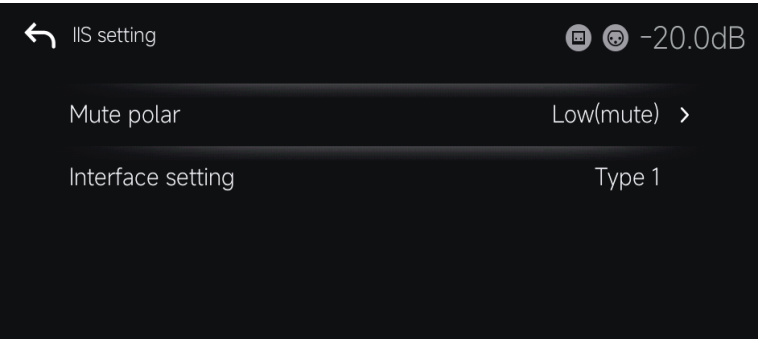 IIS setting -20.0dB
Mute polar Low(mute)
Interface setting Type 1